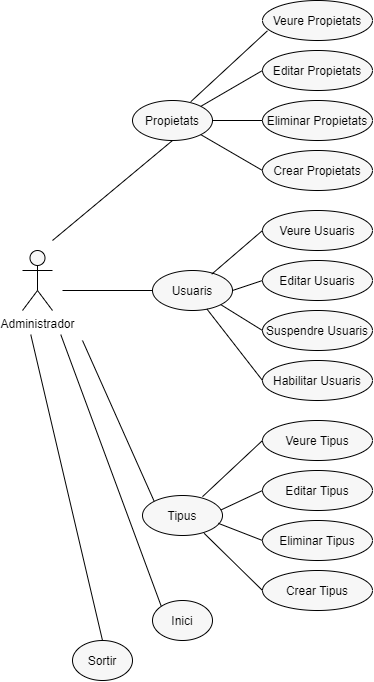 Veure Propietats
Editar Propietats
Propietats
Eliminar Propietats
Crear Propietats
Veure Usuaris
Editar Usuaris
Usuaris
Administrador
Suspendre Usuaris
Habilitar Usuaris
Veure Tipus
Editar Tipus
Tipus
Eliminar Tipus
Crear Tipus
Inici
Sortir